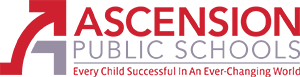 ASCENSION
PUBLIC SCHOOLS
Every Child Successful In An Ever-Changing World